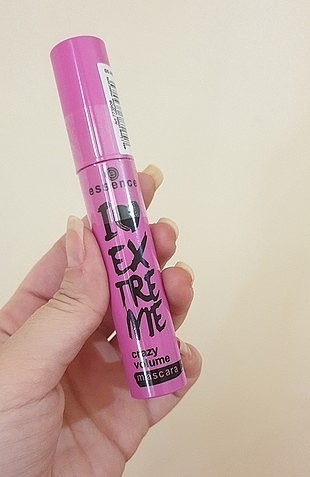 essence
I ♥
EX
TRE
ME
crazy
volume
mascara